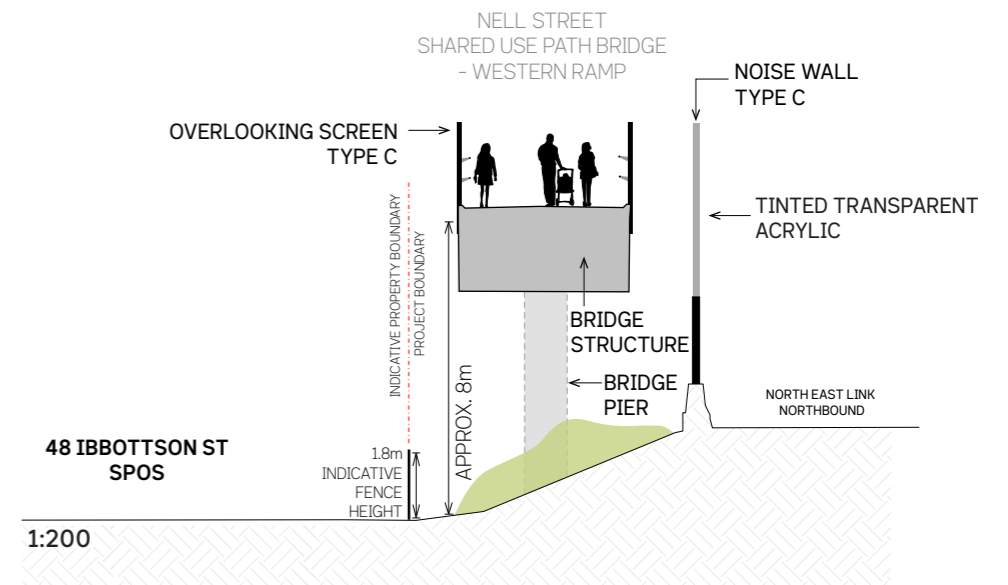 NELL STREET
SHARED USE PATH BRIDGE
- WESTERN RAMP
NOISE WALL
TYPE C
OVERLOOKING SCREEN
TYPE C
TINTED TRANSPARENT
ACRYLIC
INDICATIVE PROPERTY BOUNDARY
PROJECT BOUNDARY
BRIDGE
STRUCTURE
APPROX. 8m
BRIDGE
PIER
NORTH EAST LINK
NORTHBOUND
48 IBBOTTSON ST
SPOS
1.8m
INDICATIVE
FENCE
HEIGHT
1:200